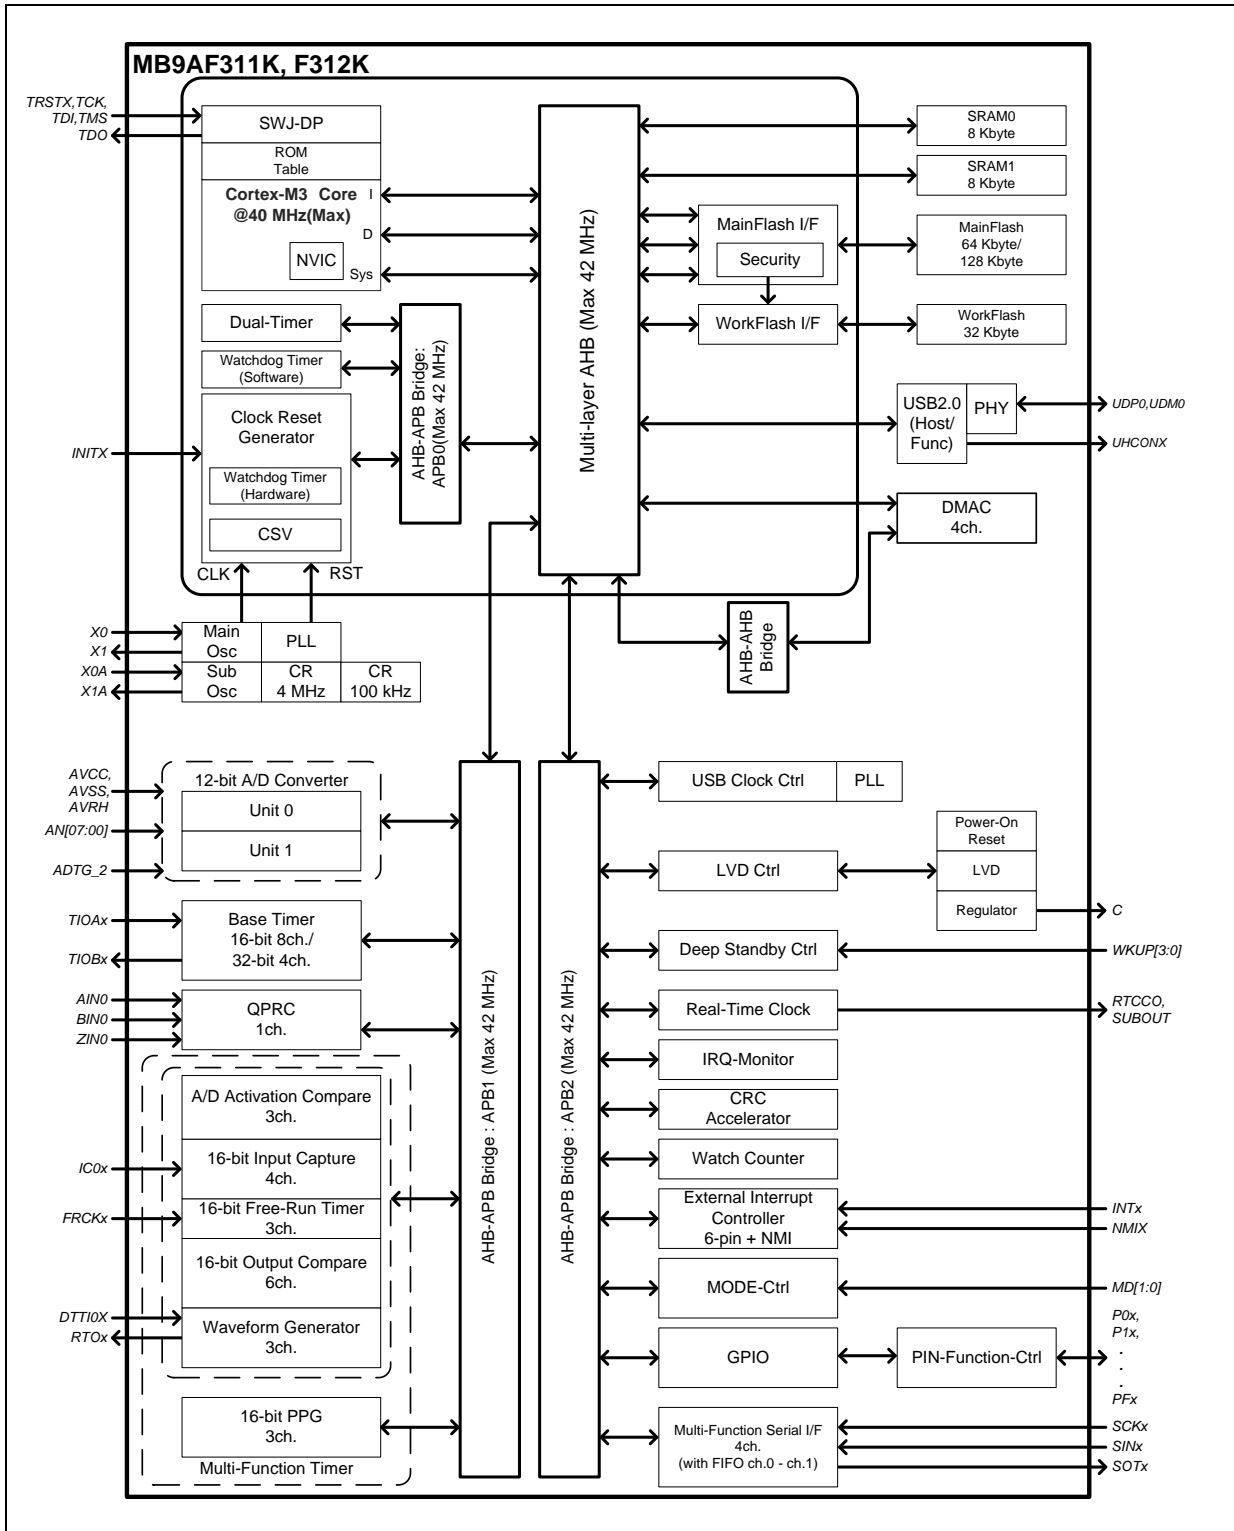 MB9AF311K, F312K
TRSTX,TCK,
TDI,TMS
TDO
SWJ-DP
ROM
Table
Cortex-M3 Core
@40 MHz(Max)
I
D
NVIC
Sys
Multi-layer AHB (Max 42 MHz)
SRAM0
8 Kbyte
SRAM1
8 Kbyte
MainFlash I/F
Security
MainFlash
64 Kbyte/
128 Kbyte
WorkFlash I/F
WorkFlash
32 Kbyte
Dual-Timer
Watchdog Timer
(Software)
AHB-APB Bridge:
APB0(Max 42 MHz)
Clock Reset
Generator
INITX
Watchdog Timer
(Hardware)
CSV
CLK
RST
USB2.0
(Host/
Func)
PHY
UDP0,UDM0
UHCONX
DMAC
4ch.
AHB-AHB
Bridge
X0
X1
X0A
X1A
Main
Osc
PLL
Sub
Osc
CR
4 MHz
CR
100 kHz
AVCC,
AVSS,
AVRH
AN[07:00]
ADTG_2
12-bit A/D Converter
Unit 0
Unit 1
TIOAx
TIOBx
Base Timer
16-bit 8ch./
32-bit 4ch.
AIN0
BIN0
ZIN0
QPRC
1ch.
A/D Activation Compare
3ch.
IC0x
16-bit Input Capture
4ch.
FRCKx
16-bit Free-Run Timer
3ch.
16-bit Output Compare
6ch.
DTTI0X
RTOx
Waveform Generator
3ch.
16-bit PPG
3ch.
Multi-Function Timer
AHB-APB Bridge : APB1 (Max 42 MHz)
AHB-APB Bridge : APB2 (Max 42 MHz)
USB Clock Ctrl
PLL
LVD Ctrl
Power-On
Reset
LVD
Regulator
C
Deep Standby Ctrl
WKUP[3:0]
Real-Time Clock
RTCCO,
SUBOUT
IRQ-Monitor
CRC
Accelerator
Watch Counter
External Interrupt
Controller
6-pin + NMI
INTx
NMIX
MODE-Ctrl
MD[1:0]
GPIO
PIN-Function-Ctrl
P0x,
P1x,
.
.
.
PFx
Multi-Function Serial I/F
4ch.
(with FIFO ch.0 - ch.1)
SCKx
SINx
SOTx